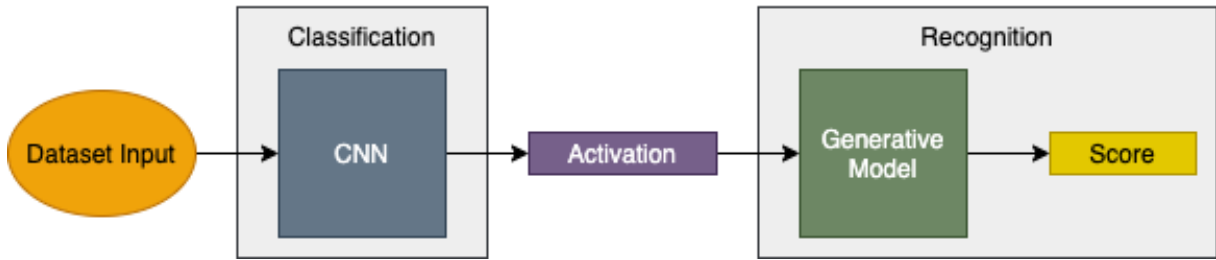 Classification
Recognition
Dataset Input
CNN
Activation
Generative
Model
Score